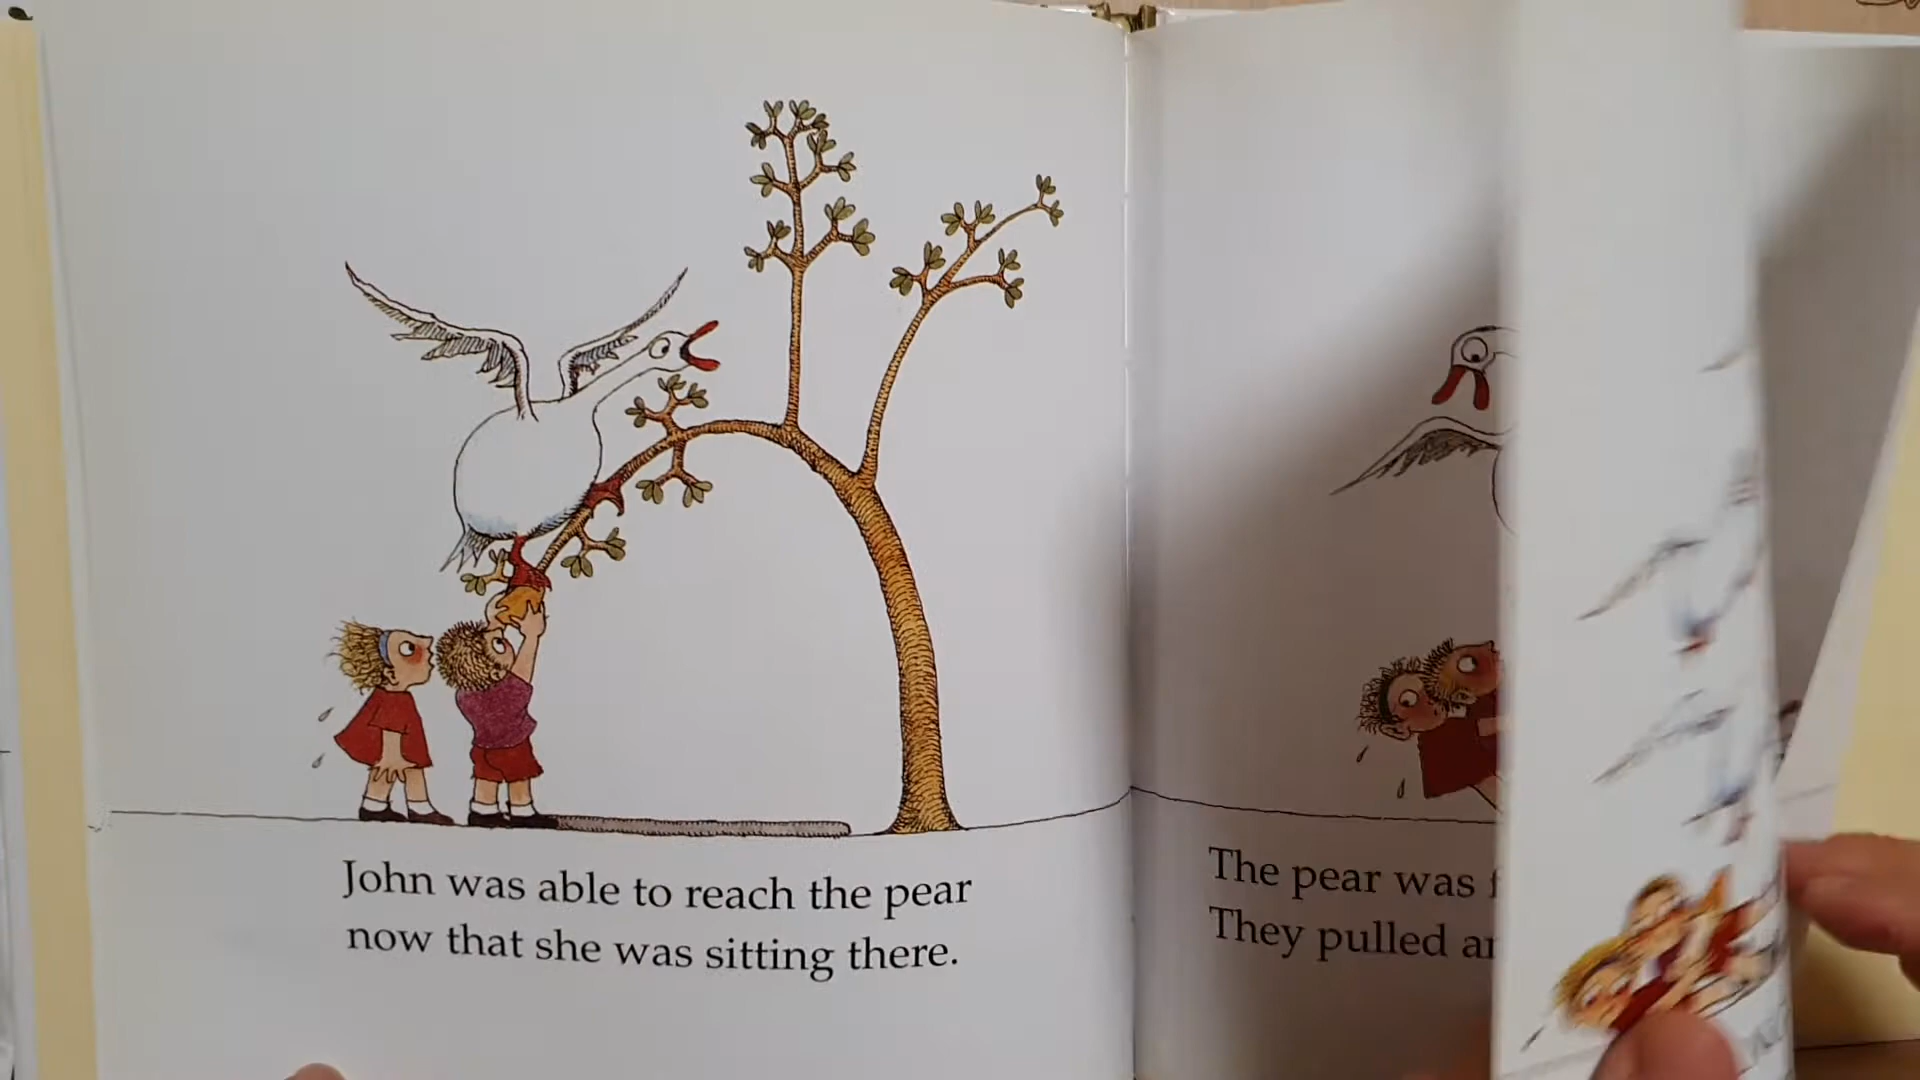 John was able to reach the pear
now that she was sitting there.
The pear was
They pulled